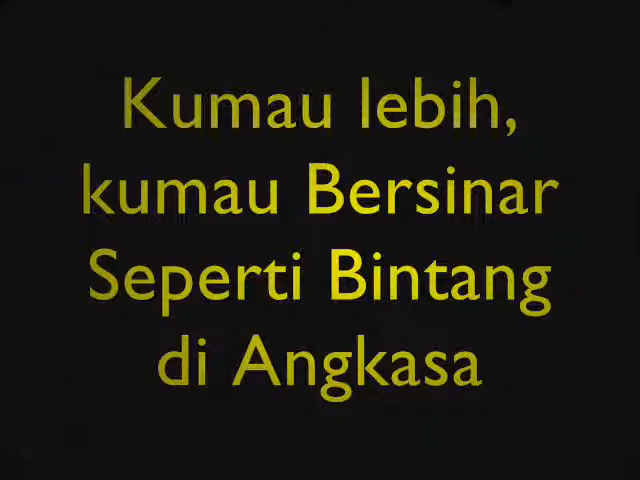 Kumau lebih,
kumau Bersinar
Seperti Bintang
di Angkasa